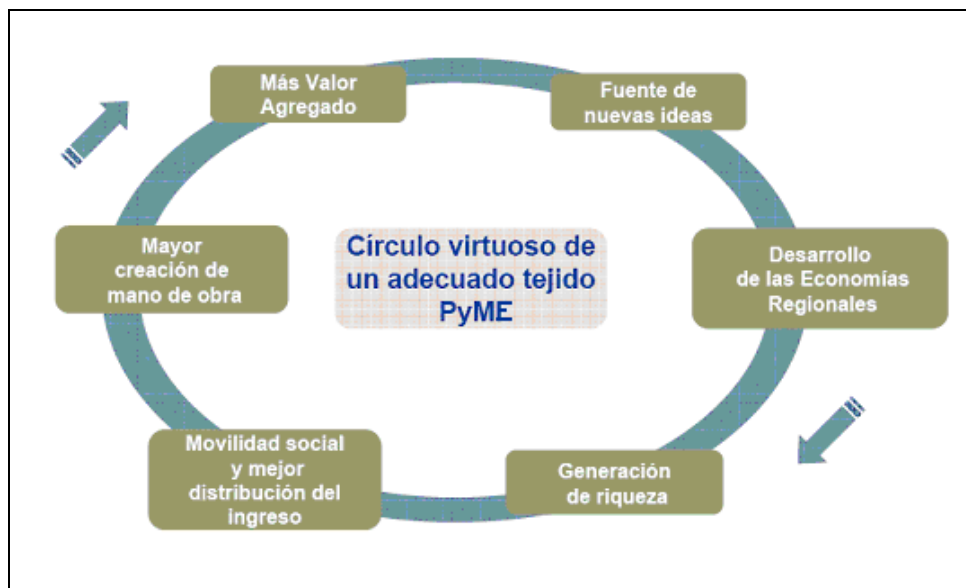 Más Valor
Agregado
Fuente de
nuevas ideas
Mayor
creación de
mano de obra
Círculo virtuoso de
un adecuado tejido
PyME
Desarrollo
de las Economías
Regionales
Movilidad social
y mejor
distribución del
ingreso
Generación
de riqueza